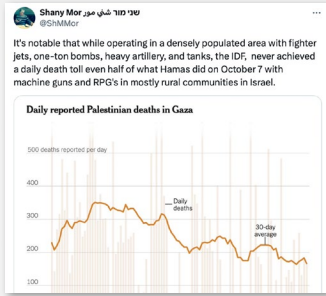 Shany Mor שני מור موर
@ShMMor
It's notable that while operating in a densely populated area with fighter
jets, one-ton bombs, heavy artillery, and tanks, the IDF, never achieved
a daily death toll even half of what Hamas did on October 7 with
machine guns and RPG's in mostly rural communities in Israel.
Daily reported Palestinian deaths in Gaza
500 deaths reported per day
400
300
200
100
Daily
deaths
30-day
average